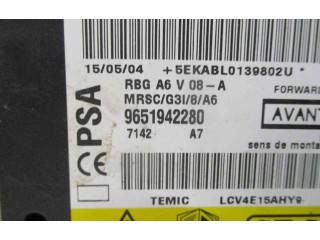 15/05/04 +5EKABL0139802U
RBG A6 V 08-A
FORWARD
MRSC/G3I/8/A6
PSA
9651942280
AVANT
7142 A7
sens de monta
TEMIC LCV4E15AHY9